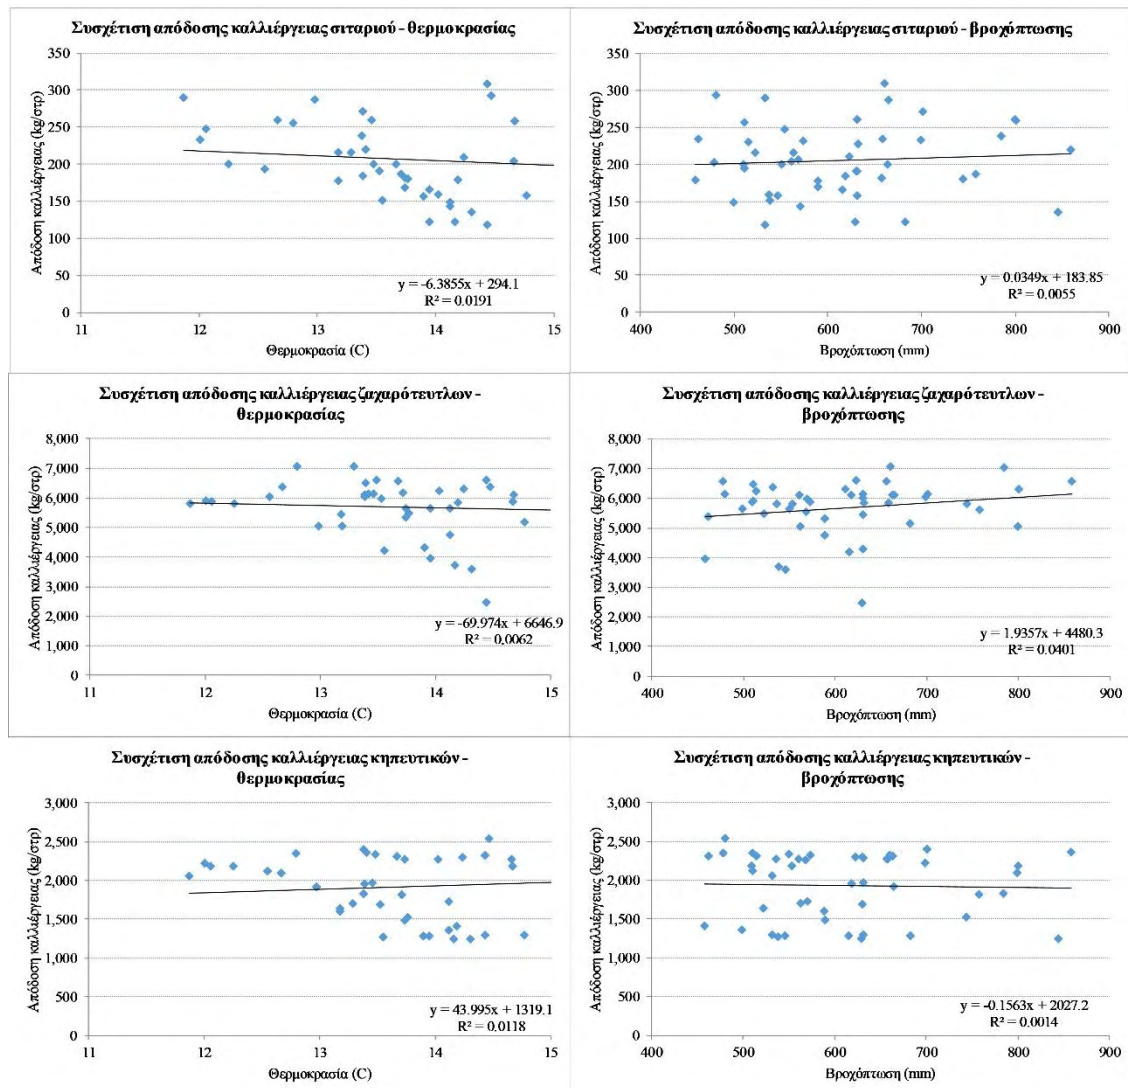 Συσχέτιση απόδοσης καλλιέργειας σιταριού - θερμοκρασίας
Απόδοση καλλιέργειας (kg/στρ)
350
300
250
200
150
100
50
0
y = -6.3855x + 294.1
R² = 0.0191
11 12 13 14 15
Θερμοκρασία (C)
Συσχέτιση απόδοσης καλλιέργειας σιταριού - βροχόπτωσης
Απόδοση καλλιέργειας (kg/στρ)
350
300
250
200
150
100
50
0
y = 0.0349x + 183.85
R² = 0.0055
400 500 600 700 800 900
Βροχόπτωση (mm)
Συσχέτιση απόδοσης καλλιέργειας ζαχαρότευτλων -
θερμοκρασίας
Απόδοση καλλιέργειας (kg/στρ)
8,000
7,000
6,000
5,000
4,000
3,000
2,000
1,000
0
y = -69.974x + 6646.9
R² = 0.0062
11 12 13 14 15
Θερμοκρασία (C)
Συσχέτιση απόδοσης καλλιέργειας ζαχαρότευτλων -
βροχόπτωσης
Απόδοση καλλιέργειας (kg/στρ)
8,000
7,000
6,000
5,000
4,000
3,000
2,000
1,000
0
y = 1.9357x + 4480.3
R² = 0.0401
400 500 600 700 800 900
Βροχόπτωση (mm)
Συσχέτιση απόδοσης καλλιέργειας κηπευτικών -
θερμοκρασίας
Απόδοση καλλιέργειας (kg/στρ)
3,000
2,500
2,000
1,500
1,000
500
0
y = 43.995x + 1319.1
R² = 0.0118
11 12 13 14 15
Θερμοκρασία (C)
Συσχέτιση απόδοσης καλλιέργειας κηπευτικών -
βροχόπτωσης
Απόδοση καλλιέργειας (kg/στρ)
3,000
2,500
2,000
1,500
1,000
500
0
y = -0.1563x + 2027.2
R² = 0.0014
400 500 600 700 800 900
Βροχόπτωση (mm)